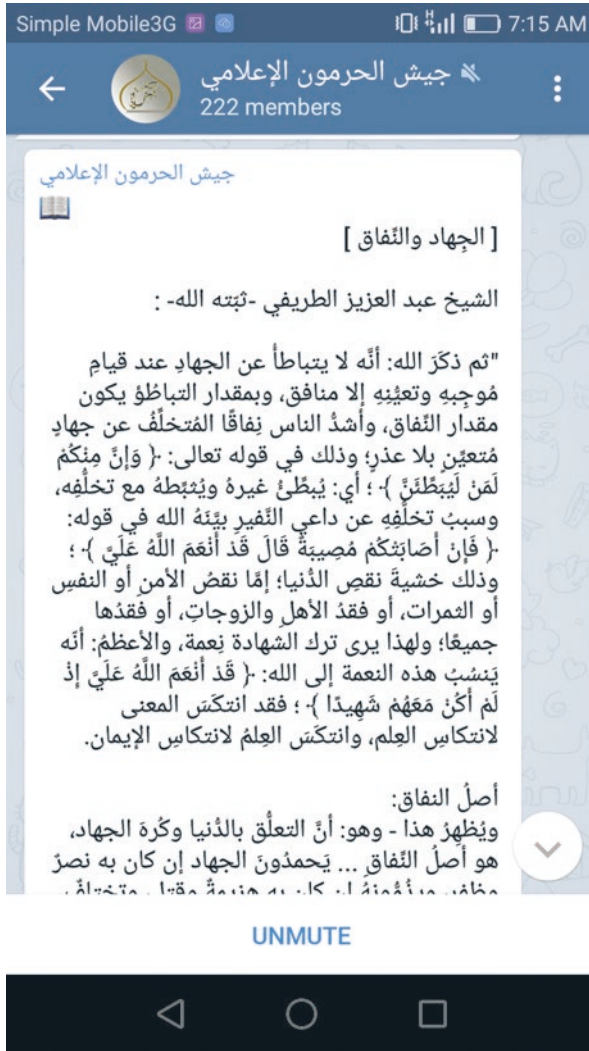 Simple Mobile3G
7:15 AM
جيش الحرمون الإعلامي
222 members
جيش الحرمون الإعلامي
[ الجِهاد والنِّفاق ]
الشيخ عبد العزيز الطريفي -ثبّته الله- :
"ثم ذكَرَ الله: أنَّه لا يتباطأ عن الجهادِ عند قيامِ
مُوجبِهِ وتعيُّنِهِ إلا منافق، وبمقدار التباطُؤ يكون
مقدار النِّفاق، وأشدُّ الناس نِفاقًا المُتخلِّفُ عن جهادٍ
مُتعيِّنٍ بلا عذرٍ؛ وذلك في قوله تعالى: ﴿ وَإِنَّ مِنْكُمْ
لَمَنْ لَيُبَطِّئَنَّ ﴾ ؛ أي: يُبطِّئُ غيرهُ ويُثبِّطهُ مع تخلُّفِه،
وسببُ تخلُّفِهِ عن داعي النَّفيرِ بيَّنَهُ الله في قوله:
﴿ فَإِنْ أَصَابَتْكُمْ مُصِيبَةٌ قَالَ قَدْ أَنْعَمَ اللَّهُ عَلَيَّ ﴾ ؛
وذلك خشيةَ نقصِ الدُّنيا؛ إمَّا نقصُ الأمنِ أو النفسِ
أو الثمرات، أو فقدُ الأهلِ والزوجاتِ، أو فَقدُها
جميعًا؛ ولهذا يرى ترك الشهادة نِعمة، والأعظمُ: أنَّه
يَنسُبُ هذه النعمة إلى الله: ﴿ قَدْ أَنْعَمَ اللَّهُ عَلَيَّ إِذْ
لَمْ أَكُنْ مَعَهُمْ شَهِيدًا ﴾ ؛ فقد انتكَسَ المعنى
لانتكاسِ العِلم، وانتكَسَ العِلمُ لانتكاسِ الإيمان.
أصلُ النفاق:
ويُظهِرُ هذا - وهو: أنَّ التعلُّق بالدُّنيا وكُرهَ الجهاد،
هو أصلُ النِّفاق ... يَحمدُونَ الجهاد إن كان به نصرٌ
UNMUTE